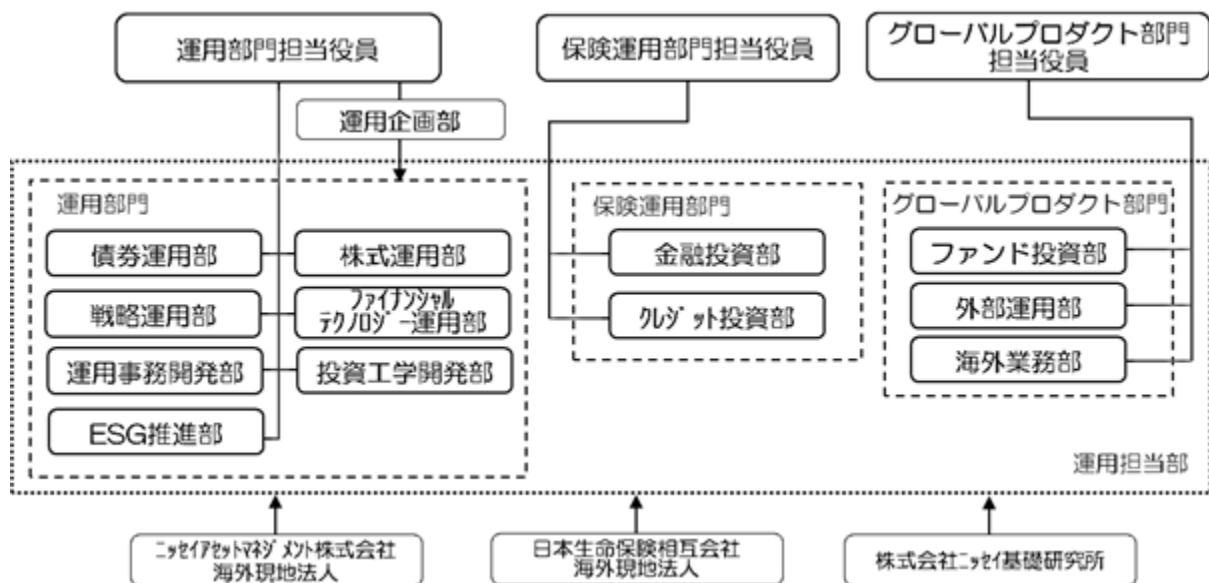 運用部門担当役員
保険運用部門担当役員
グローバルプロダクト部門
担当役員
運用企画部
運用部門
債券運用部
株式運用部
戦略運用部
ファイナンシャル
テクノロジー運用部
運用事務開発部
投資工学開発部
ESG推進部
保険運用部門
金融投資部
クレジット投資部
グローバルプロダクト部門
ファンド投資部
外部運用部
海外業務部
運用担当部
ニッセイアセットマネジメント株式会社
海外現地法人
日本生命保険相互会社
海外現地法人
株式会社ニッセイ基礎研究所